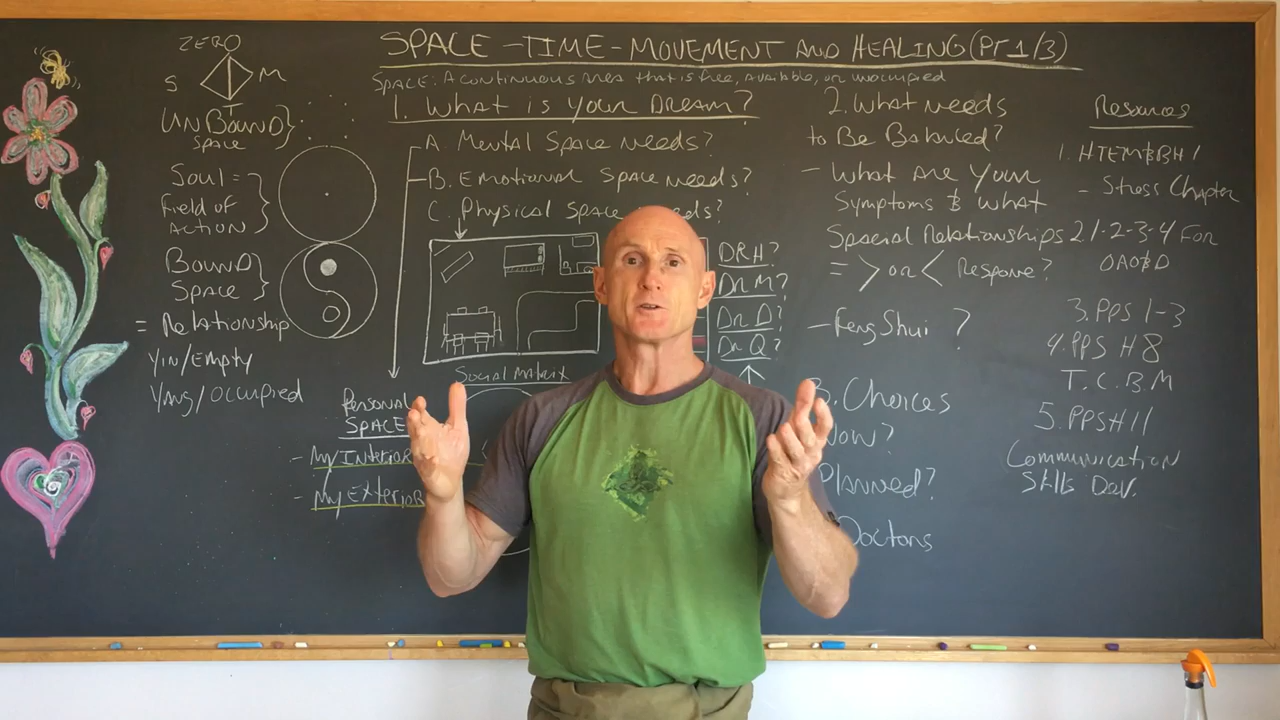 SPACE - TIME - MOVEMENT AND HEALING (PT 1/3)
SPACE: A continuous area that is free, available, or unoccupied
ZERO
S
M
T
UNBOUND
SPACE
Soul =
Field of
ACTION
BOUND
SPACE
= Relationship
Yin/Empty
Yang/Occupied
1. What is your DREAM?
A Mental Space needs?
B. Emotional Space needs?
C. Physical Space needs?
DR H?
DR M?
DR D?
DR Q?
Social Matrix
Personal
SPACE
- My INTERIOR
- My EXTERIOR
2. What needs
to Be Balanced?
- What Are Your
Symptoms & what
Spacial Relationships
= > or < Response?
- Feng Shui ?
3. Choices
Now?
Planned?
Doctors
Resources
1. HTEM&BH!
- Stress Chapter
2. 1-2-3-4 For
OAO&D
3. PPS 1-3
4. PPS H8
T.C.B.M
5. PPS H11
Communication
Skills Dev.